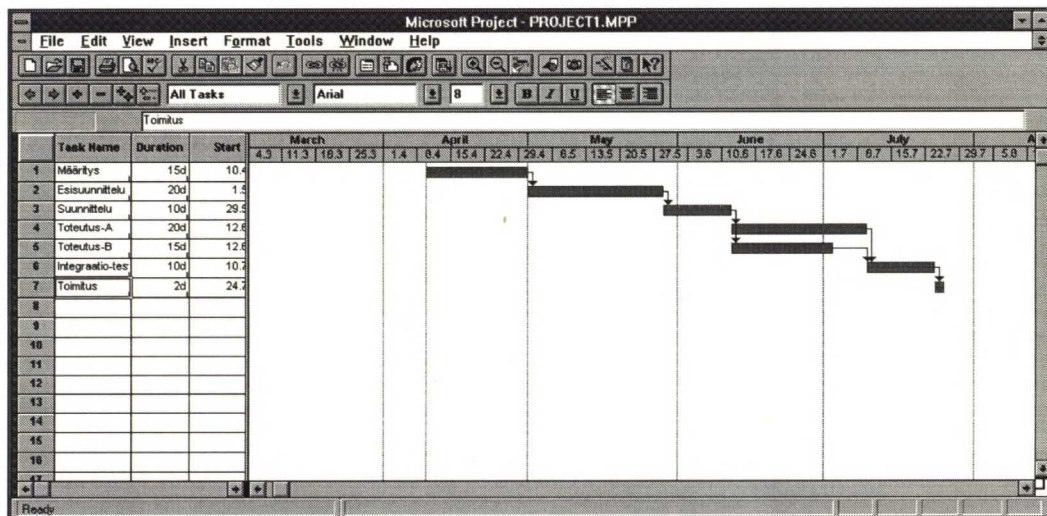 Microsoft Project - PROJECT1.MPP
File Edit View Insert Format Tools Window Help
All Tasks Arial 8 B I U
Toimitus
Task Name Duration Start
March April May June July A
4.3 11.3 18.3 25.3 1.4 8.4 15.4 22.4 29.4 6.5 13.5 20.5 27.5 3.6 10.6 17.6 24.6 1.7 8.7 15.7 22.7 29.7 5.8
1 Määritys 15d 10.4
2 Esisuunnittelu 20d 1.5
3 Suunnittelu 10d 29.5
4 Toteutus-A 20d 12.6
5 Toteutus-B 15d 12.6
6 Integraatio-tes 10d 10.7
7 Toimitus 2d 24.7
8
9
10
11
12
13
14
15
16
17
Ready